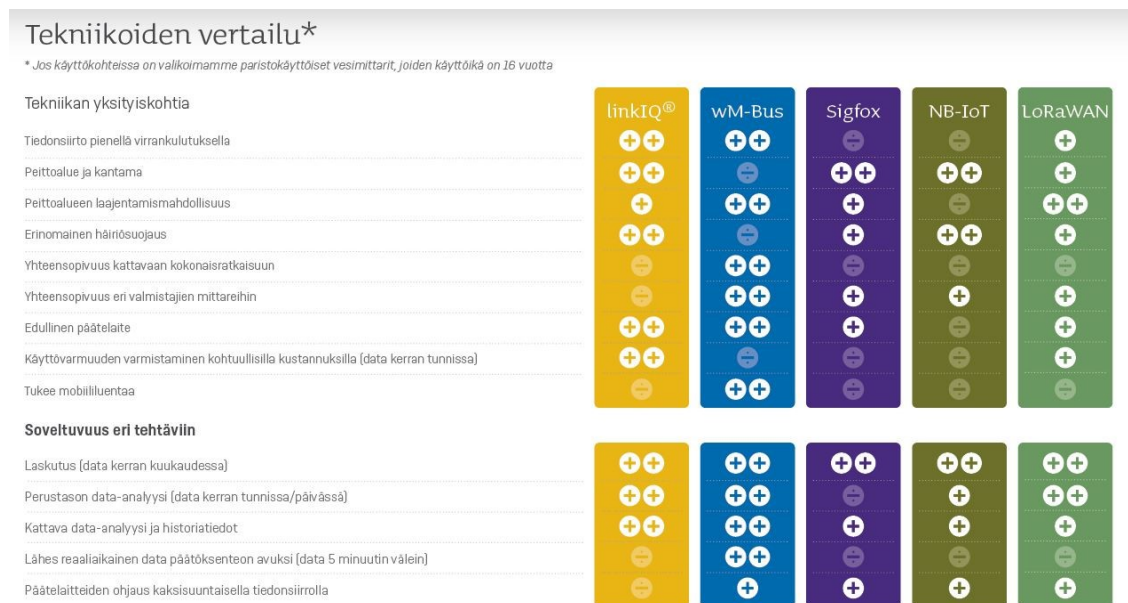 Tekniikoiden vertailu*
* Jos käyttökohteissa on valikoimamme paristokäyttöiset vesimittarit, joiden käyttöikä on 16 vuotta
Tekniikan yksityiskohtia
linkIQ® wM-Bus Sigfox NB-IoT LoRaWAN
Tiedonsiirto pienellä virrankulutuksella
Peittoalue ja kantama
Peittoalueen laajentamismahdollisuus
Erinomainen häiriösuojaus
Yhteensopivuus kattavaan kokonaisratkaisuun
Yhteensopivuus eri valmistajien mittareihin
Edullinen päätelaite
Käyttövarmuuden varmistaminen kohtuullisilla kustannuksilla (data kerran tunnissa)
Tukee mobiililuentaa
Soveltuvuus eri tehtäviin
Laskutus (data kerran kuukaudessa)
Perustason data-analyysi (data kerran tunnissa/päivässä)
Kattava data-analyysi ja historiatiedot
Lähes reaaliaikainen data päätöksenteon avuksi (data 5 minuutin välein)
Päätelaitteiden ohjaus kaksisuuntaisella tiedonsiirrolla